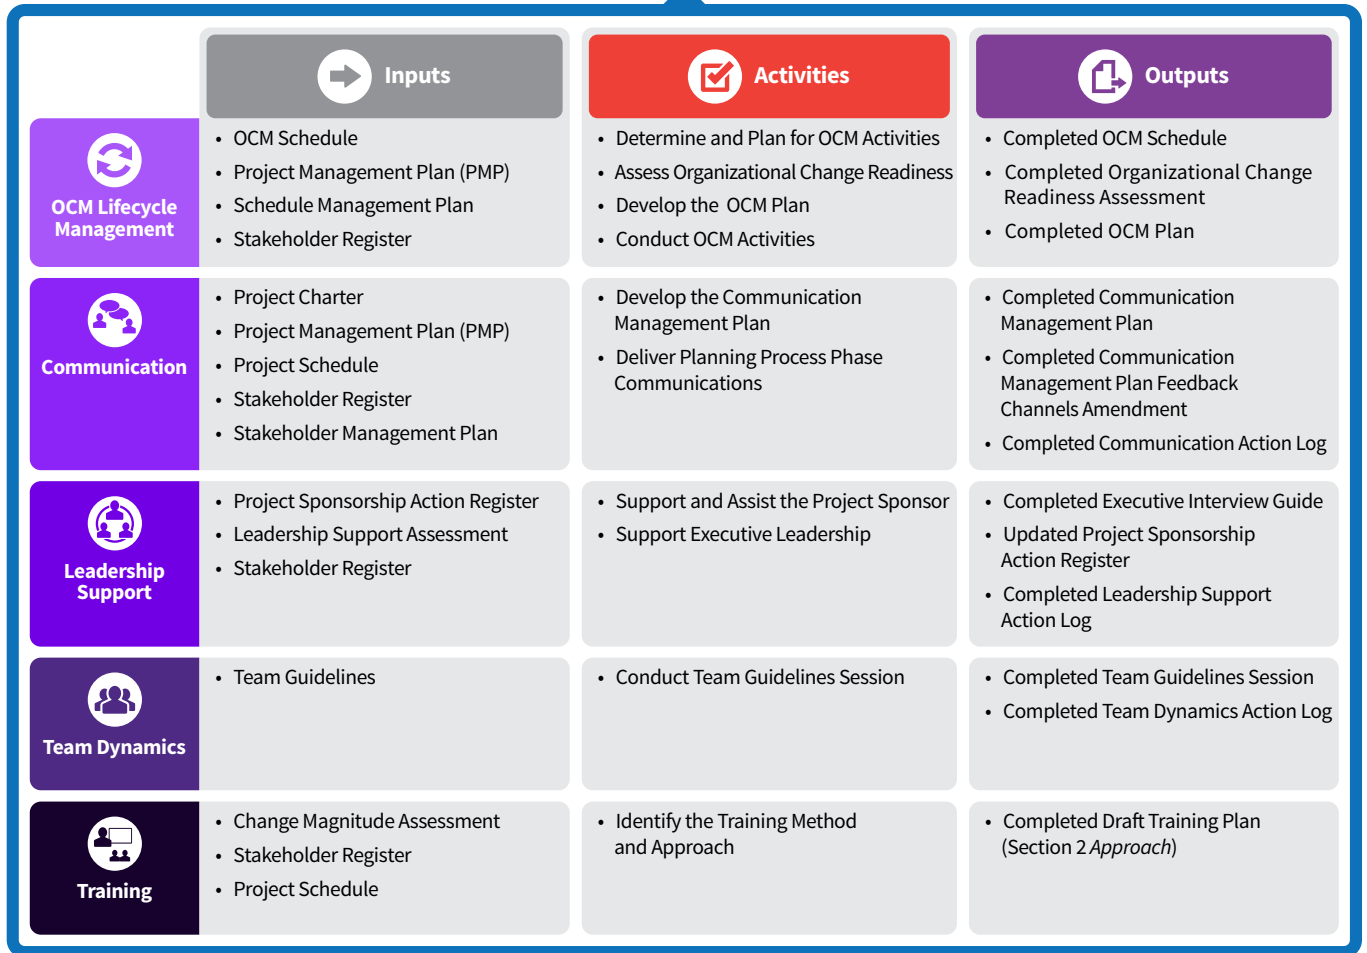 Inputs
Activities
Outputs
OCM Lifecycle
Management
• OCM Schedule
• Project Management Plan (PMP)
• Schedule Management Plan
• Stakeholder Register
• Determine and Plan for OCM Activities
• Assess Organizational Change Readiness
• Develop the OCM Plan
• Conduct OCM Activities
• Completed OCM Schedule
• Completed Organizational Change
Readiness Assessment
• Completed OCM Plan
Communication
• Project Charter
• Project Management Plan (PMP)
• Project Schedule
• Stakeholder Register
• Stakeholder Management Plan
• Develop the Communication
Management Plan
• Deliver Planning Process Phase
Communications
• Completed Communication
Management Plan
• Completed Communication
Management Plan Feedback
Channels Amendment
• Completed Communication Action Log
Leadership
Support
• Project Sponsorship Action Register
• Leadership Support Assessment
• Stakeholder Register
• Support and Assist the Project Sponsor
• Support Executive Leadership
• Completed Executive Interview Guide
• Updated Project Sponsorship
Action Register
• Completed Leadership Support
Action Log
Team Dynamics
• Team Guidelines
• Conduct Team Guidelines Session
• Completed Team Guidelines Session
• Completed Team Dynamics Action Log
Training
• Change Magnitude Assessment
• Stakeholder Register
• Project Schedule
• Identify the Training Method
and Approach
• Completed Draft Training Plan
(Section 2 Approach)